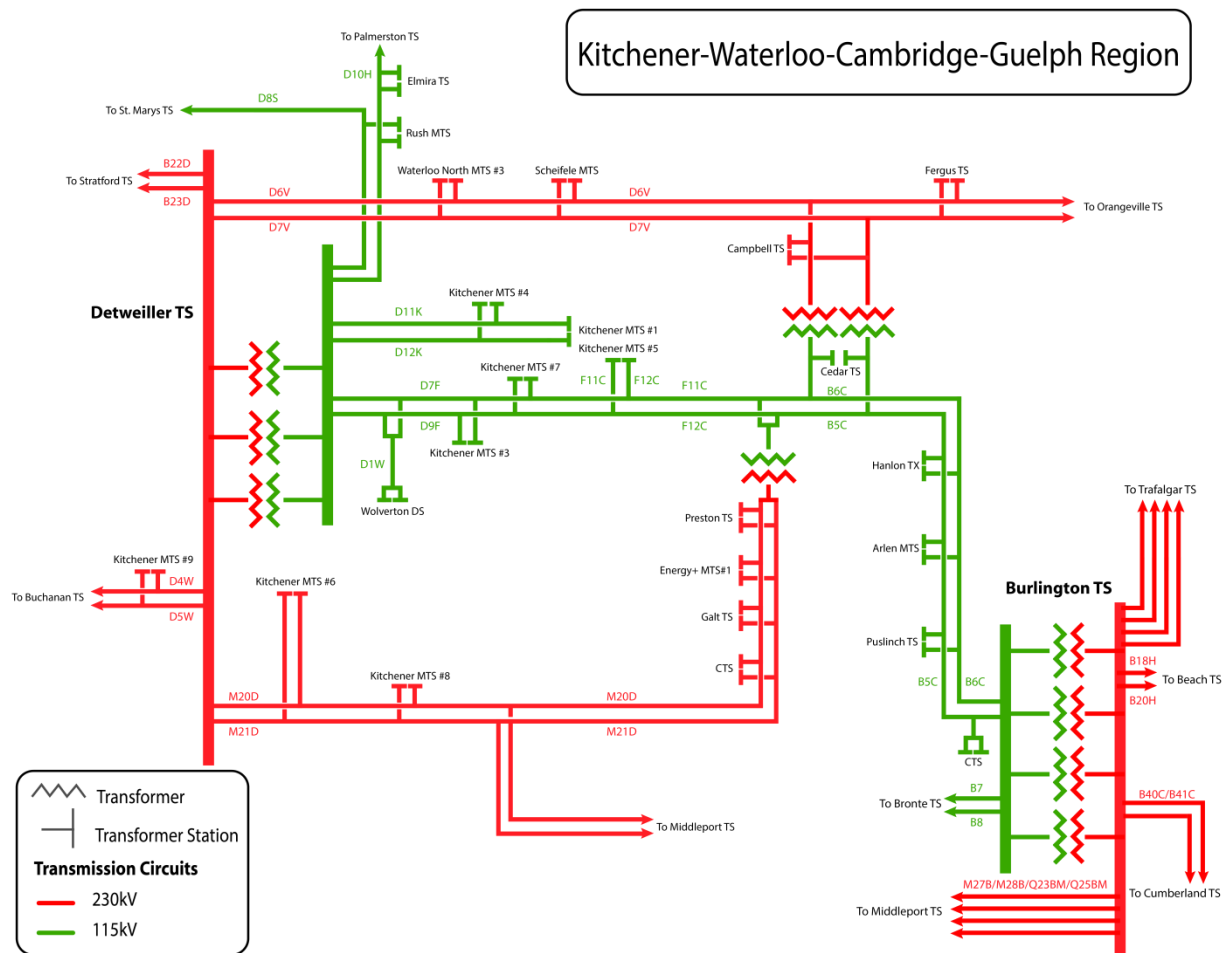 Kitchener-Waterloo-Cambridge-Guelph Region
To Palmerston TS
D10H
Elmira TS
D8S
To St. Marys TS
Rush MTS
B22D
To Stratford TS
B23D
Waterloo North MTS #3
Scheifele MTS
Fergus TS
D6V
D6V
D7V
D7V
To Orangeville TS
Campbell TS
Detweiller TS
Kitchener MTS #4
D11K
Kitchener MTS #1
D12K
Kitchener MTS #5
Kitchener MTS #7
Cedar TS
F11C
F12C
D7F
F11C
B6C
D9F
F12C
B5C
Kitchener MTS #3
D1W
Wolverton DS
Hanlon TX
Preston TS
To Trafalgar TS
Arlen MTS
Kitchener MTS #9
Energy+ MTS#1
Kitchener MTS #6
D4W
To Buchanan TS
D5W
Burlington TS
Galt TS
Puslinch TS
CTS
B18H
Kitchener MTS #8
B5C
B6C
To Beach TS
M20D
M20D
B20H
M21D
M21D
CTS
B7
B40C/B41C
To Bronte TS
B8
To Middleport TS
M27B/M28B/Q23BM/Q25BM
To Cumberland TS
To Middleport TS
Transformer
Transformer Station
Transmission Circuits
230kV
115kV